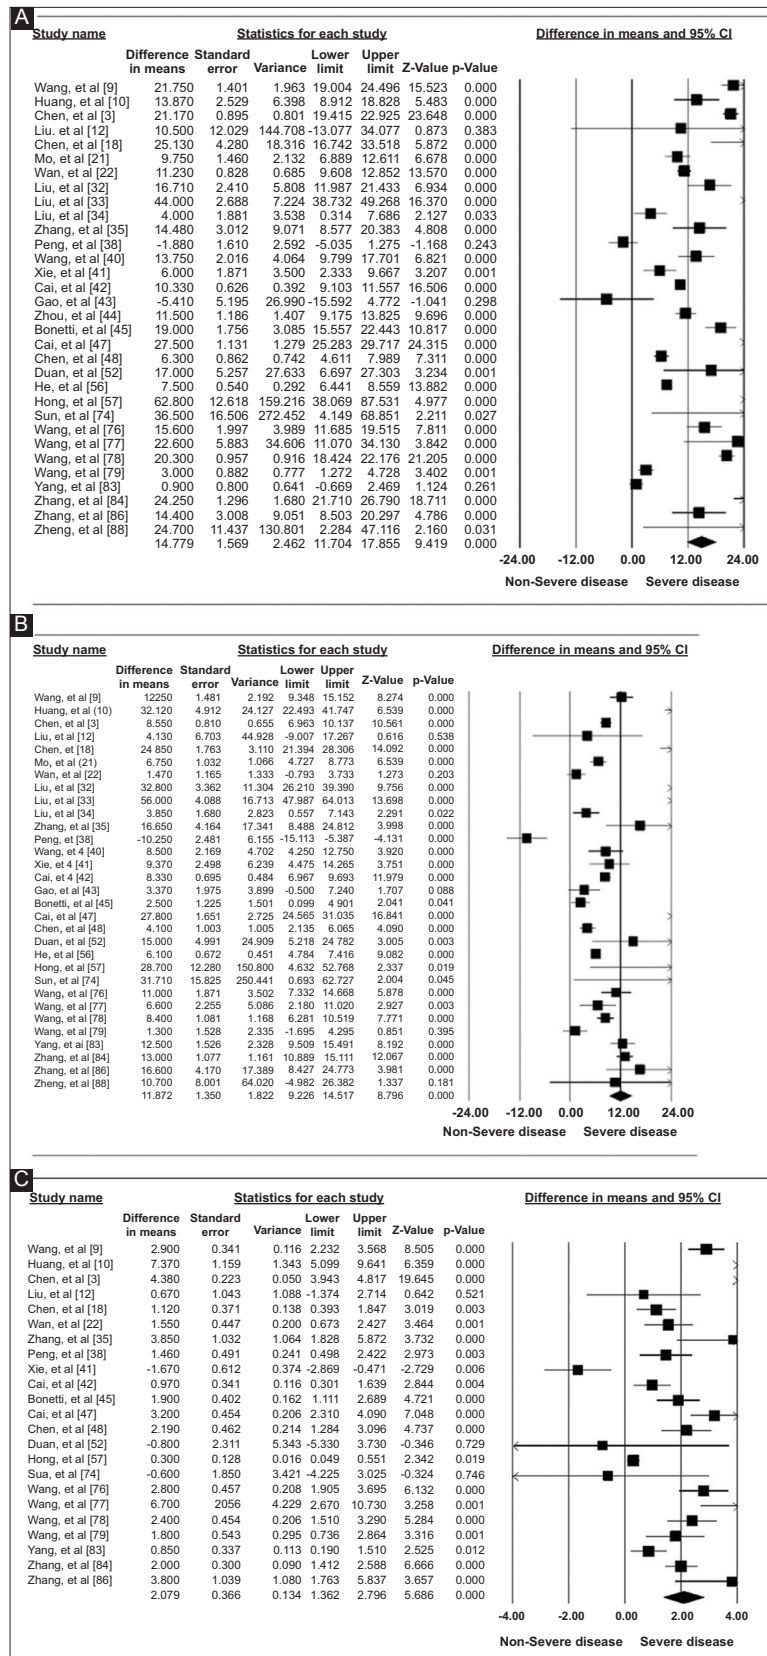 A
Study name Statistics for each study Difference in means and 95% CI
Difference Standard Lower Upper
in means error Variance limit limit Z-Value p-Value
Wang, et al [9] 21.750 1.401 1.963 19.004 24.496 15.523 0.000
Huang, et al [10] 13.870 2.529 6.398 8.912 18.828 5.483 0.000
Chen, et al [3] 21.170 0.895 0.801 19.415 22.925 23.648 0.000
Liu. et al [12] 10.500 12.029 144.708 -13.077 34.077 0.873 0.383
Chen, et al [18] 25.130 4.280 18.316 16.742 33.518 5.872 0.000
Mo, et al [21] 9.750 1.460 2.132 6.889 12.611 6.678 0.000
Wan, et al [22] 11.230 0.828 0.685 9.608 12.852 13.570 0.000
Liu, et al [32] 16.710 2.410 5.808 11.987 21.433 6.934 0.000
Liu, et al [33] 44.000 2.688 7.224 38.732 49.268 16.370 0.000
Liu, et al [34] 4.000 1.881 3.538 0.314 7.686 2.127 0.033
Zhang, et al [35] 14.480 3.012 9.071 8.577 20.383 4.808 0.000
Peng, et al [38] -1.880 1.610 2.592 -5.035 1.275 -1.168 0.243
Wang, et al [40] 13.750 2.016 4.064 9.799 17.701 6.821 0.000
Xie, et al [41] 6.000 1.871 3.500 2.333 9.667 3.207 0.001
Cai, et al [42] 10.330 0.626 0.392 9.103 11.557 16.506 0.000
Gao, et al [43] -5.410 5.195 26.990 -15.592 4.772 -1.041 0.298
Zhou, et al [44] 11.500 1.186 1.407 9.175 13.825 9.696 0.000
Bonetti, et al [45] 19.000 1.756 3.085 15.557 22.443 10.817 0.000
Cai, et al [47] 27.500 1.131 1.279 25.283 29.717 24.315 0.000
Chen, et al [48] 6.300 0.862 0.742 4.611 7.989 7.311 0.000
Duan, et al [52] 17.000 5.257 27.633 6.697 27.303 3.234 0.001
He, et al [56] 7.500 0.540 0.292 6.441 8.559 13.882 0.000
Hong, et al [57] 62.800 12.618 159.216 38.069 87.531 4.977 0.000
Sun, et al [74] 36.500 16.506 272.452 4.149 68.851 2.211 0.027
Wang, et al [76] 15.600 1.997 3.989 11.685 19.515 7.811 0.000
Wang, et al [77] 22.600 5.883 34.606 11.070 34.130 3.842 0.000
Wang, et al [78] 20.300 0.957 0.916 18.424 22.176 21.205 0.000
Wang, et al [79] 3.000 0.882 0.777 1.272 4.728 3.402 0.001
Yang, et al [83] 0.900 0.800 0.641 -0.669 2.469 1.124 0.261
Zhang, et al [84] 24.250 1.296 1.680 21.710 26.790 18.711 0.000
Zhang, et al [86] 14.400 3.008 9.051 8.503 20.297 4.786 0.000
Zheng, et al [88] 24.700 11.437 130.801 2.284 47.116 2.160 0.031
14.779 1.569 2.462 11.704 17.855 9.419 0.000
-24.00 -12.00 0.00 12.00 24.00
Non-Severe disease Severe disease
B
Study name Statistics for each study Difference in means and 95% CI
Difference Standard Lower Upper
in means error Variance limit limit Z-Value p-Value
Wang, et al [9] 12250 1.481 2.192 9.348 15.152 8.274 0.000
Huang, et al (10) 32.120 4.912 24.127 22.493 41.747 6.539 0.000
Chen, et al [3] 8.550 0.810 0.655 6.963 10.137 10.561 0.000
Liu, et al [12] 4.130 6.703 44.928 -9.007 17.267 0.616 0.538
Chen, et al [18] 24 850 1.763 3.110 21.394 28.306 14.092 0.000
Mo, et al (21) 6.750 1.032 1.066 4.727 8.773 6.539 0.000
Wan, et al [22] 1.470 1.165 1.333 -0.793 3.733 1.273 0.203
Liu, et al [32] 32.800 3.362 11.304 26.210 39.390 9.756 0.000
Liu, et al [33] 56.000 4.088 16.713 47.987 64.013 13.698 0.000
Liu, et al [34] 3.850 1.680 2.823 0.557 7.143 2.291 0.022
Zhang, et al [35] 16.650 4.164 17.341 8.488 24.812 3.998 0.000
Peng, et al [38] -10.250 2.481 6.155 -15.113 -5.387 -4.131 0.000
Wang, et 4 [40] 8.500 2.169 4.702 4.250 12.750 3.920 0.000
Xie, et 4 [41] 9.370 2.498 6.239 4.475 14.265 3.751 0.000
Cai, et 4 [42] 8.330 0.695 0.484 6.967 9.693 11.979 0.000
Gao, et al [43] 3.370 1.975 3.899 -0.500 7.240 1.707 0 088
Bonetti, et al [45] 2.500 1.225 1.501 0.099 4 901 2.041 0.041
Cai, et al [47] 27.800 1.651 2.725 24.565 31.035 16.841 0.000
Chen, et al [48] 4.100 1.003 1.005 2.135 6.065 4.090 0.000
Duan, et al [52] 15.000 4.991 24.909 5.218 24.782 3.005 0.003
He, et al [56] 6.100 0.672 0.451 4.784 7.416 9.082 0.000
Hong, et al [57] 28.700 12.280 150.800 4.632 52.768 2.337 0.019
Sun, et al [74] 31.710 15.825 250.441 0.693 62.727 2.004 0.045
Wang, et al [76] 11.000 1.871 3.502 7.332 14.668 5.878 0.000
Wang, et al [77] 6.600 2.255 5.086 2.180 11.020 2.927 0.003
Wang, et al [78] 8.400 1.081 1.168 6.281 10.519 7.771 0.000
Wang, et al [79] 1.300 1.528 2.335 -1.695 4.295 0.851 0.395
Yang, et ai [83] 12.500 1.526 2.328 9.509 15.491 8.192 0.000
Zhang, et al [84] 13.000 1.077 1.161 10.889 15.111 12.067 0.000
Zhang, et al [86] 16.600 4.170 17.389 8.427 24.773 3.981 0.000
Zheng, et al [88] 10.700 8.001 64.020 -4.982 26.382 1.337 0.181
11.872 1.350 1.822 9.226 14.517 8.796 0.000
-24.00 -12.00 0.00 12.00 24.00
Non-Severe disease Severe disease
C
Study name Statistics for each study Difference in means and 95% CI
Difference Standard Lower Upper
in means error Variance limit limit Z-Value p-Value
Wang, et al [9] 2.900 0.341 0.116 2.232 3.568 8.505 0.000
Huang, et al [10] 7.370 1.159 1.343 5.099 9.641 6.359 0.000
Chen, et al [3] 4.380 0.223 0.050 3.943 4.817 19.645 0.000
Liu, et al [12] 0.670 1.043 1.088 -1.374 2.714 0.642 0.521
Chen, et al [18] 1.120 0.371 0.138 0.393 1.847 3.019 0.003
Wan, et al [22] 1.550 0.447 0.200 0.673 2.427 3.464 0.001
Zhang, et al [35] 3.850 1.032 1.064 1.828 5.872 3.732 0.000
Peng, et al [38] 1.460 0.491 0.241 0.498 2.422 2.973 0.003
Xie, et al [41] -1.670 0.612 0.374 -2.869 -0.471 -2.729 0.006
Cai, et al [42] 0.970 0.341 0.116 0.301 1.639 2.844 0.004
Bonetti, et al [45] 1.900 0.402 0.162 1.111 2.689 4.721 0.000
Cai, et al [47] 3.200 0.454 0.206 2.310 4.090 7.048 0.000
Chen, et al [48] 2.190 0.462 0.214 1.284 3.096 4.737 0.000
Duan, et al [52] -0.800 2.311 5.343 -5.330 3.730 -0.346 0.729
Hong, et al [57] 0.300 0.128 0.016 0.049 0.551 2.342 0.019
Sua, et al [74] -0.600 1.850 3.421 -4.225 3.025 -0.324 0.746
Wang, et al [76] 2.800 0.457 0.208 1.905 3.695 6.132 0.000
Wang, et al [77] 6.700 2056 4.229 2.670 10.730 3.258 0.001
Wang, et al [78] 2.400 0.454 0.206 1.510 3.290 5.284 0.000
Wang, et al [79] 1.800 0.543 0.295 0.736 2.864 3.316 0.001
Yang, et al [83] 0.850 0.337 0.113 0.190 1.510 2.525 0.012
Zhang, et al [84] 2.000 0.300 0.090 1.412 2.588 6.666 0.000
Zhang, et al [86] 3.800 1.039 1.080 1.763 5.837 3.657 0.000
2.079 0.366 0.134 1.362 2.796 5.686 0.000
-4.00 -2.00 0.00 2.00 4.00
Non-Severe disease Severe disease